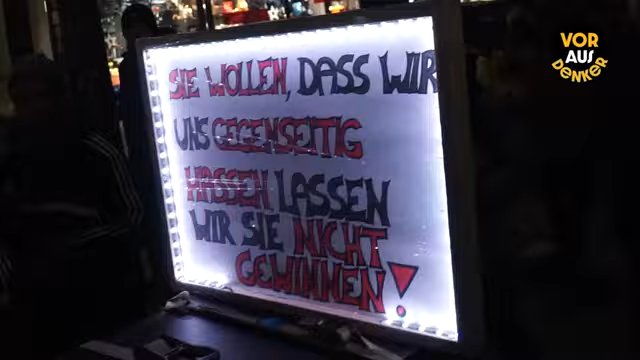 SIE WOLLEN, DASS WIR
UNS GEGENSEITIG
HASSEN LASSEN
WIR SIE NICHT
GEWINNEN!
VOR
AUS
DENKER